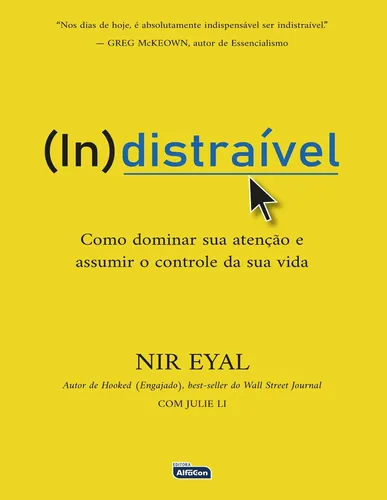 “Nos dias de hoje, é absolutamente indispensável ser indistraível.”
— GREG McKEOWN, autor de Essencialismo
(In)distraível
Como dominar sua atenção e
assumir o controle da sua vida
NIR EYAL
Autor de Hooked (Engajado), best-seller do Wall Street Journal
COM JULIE LI
EDITORA
AlfaCon